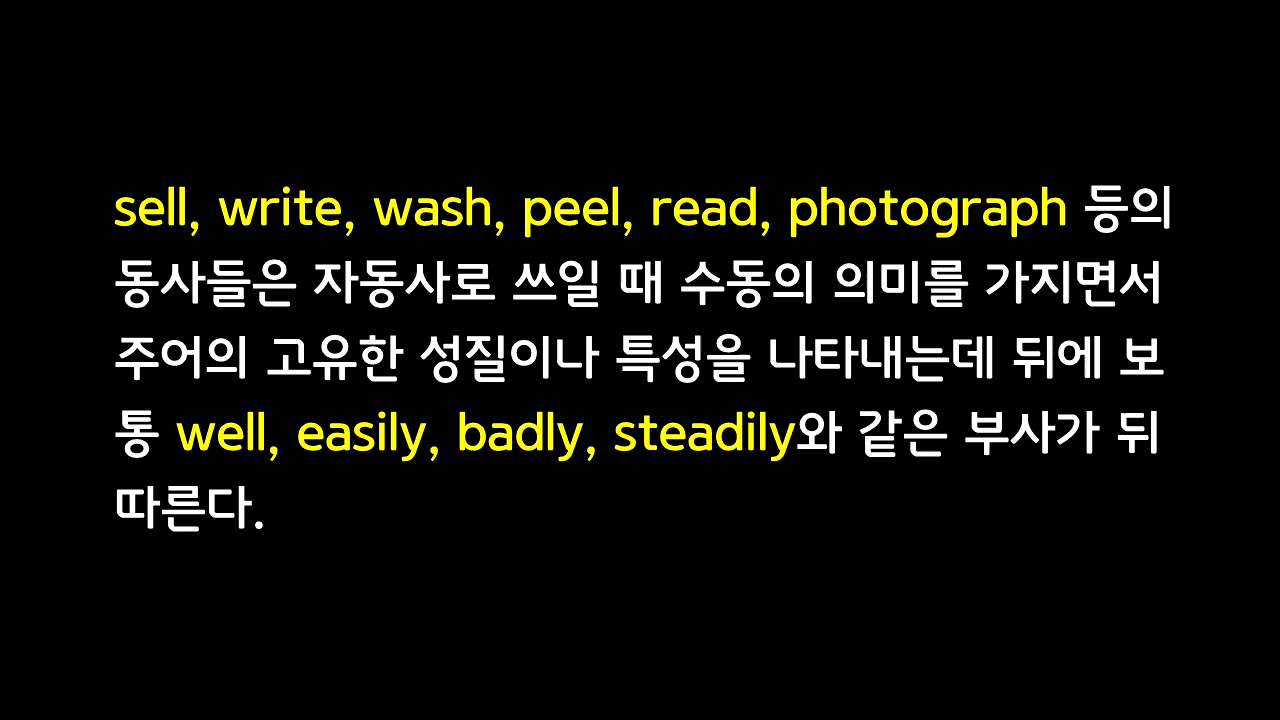 sell, write, wash, peel, read, photograph 등의
동사들은 자동사로 쓰일 때 수동의 의미를 가지면서
주어의 고유한 성질이나 특성을 나타내는데 뒤에 보
통 well, easily, badly, steadily와 같은 부사가 뒤
따른다.